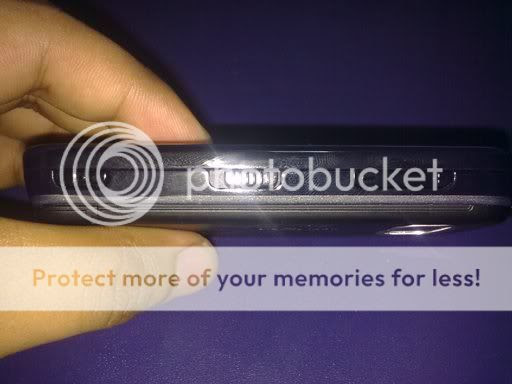 photobucket
Protect more of your memories for less!